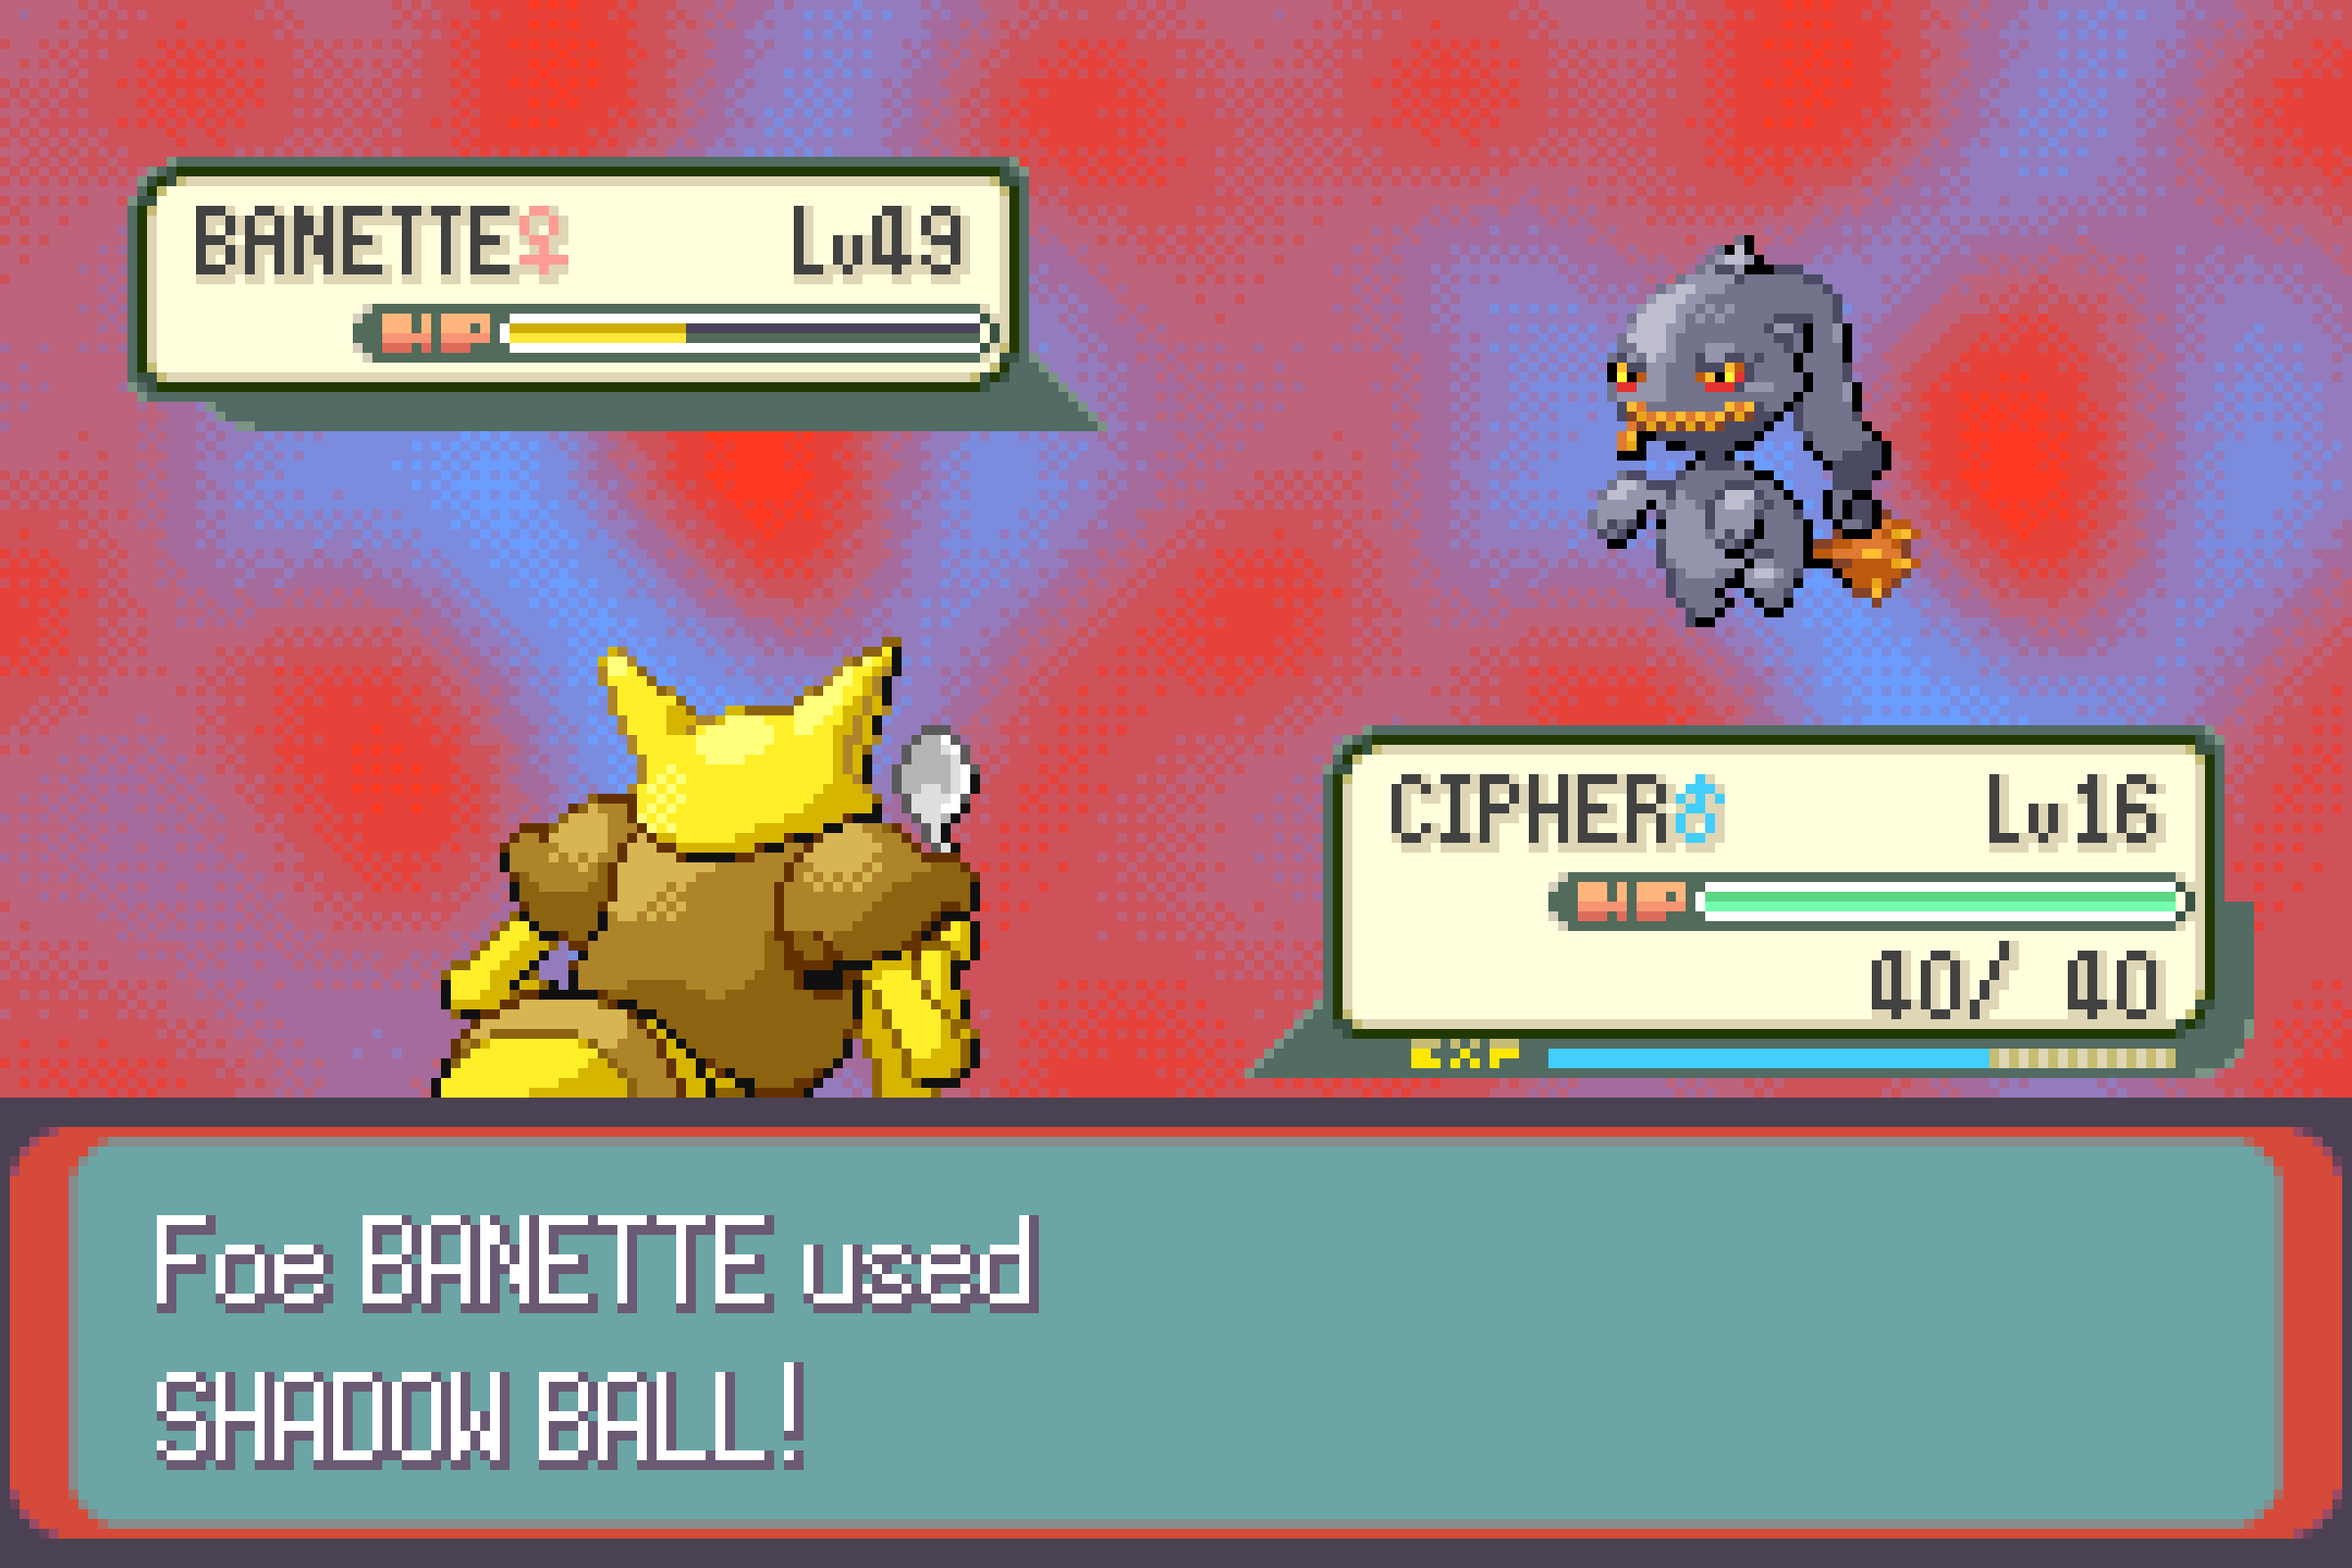 BANETTE♀ Lv49
HP
CIPHER♂ Lv16
HP
40/ 40
EXP
Foe BANETTE used
SHADOW BALL!